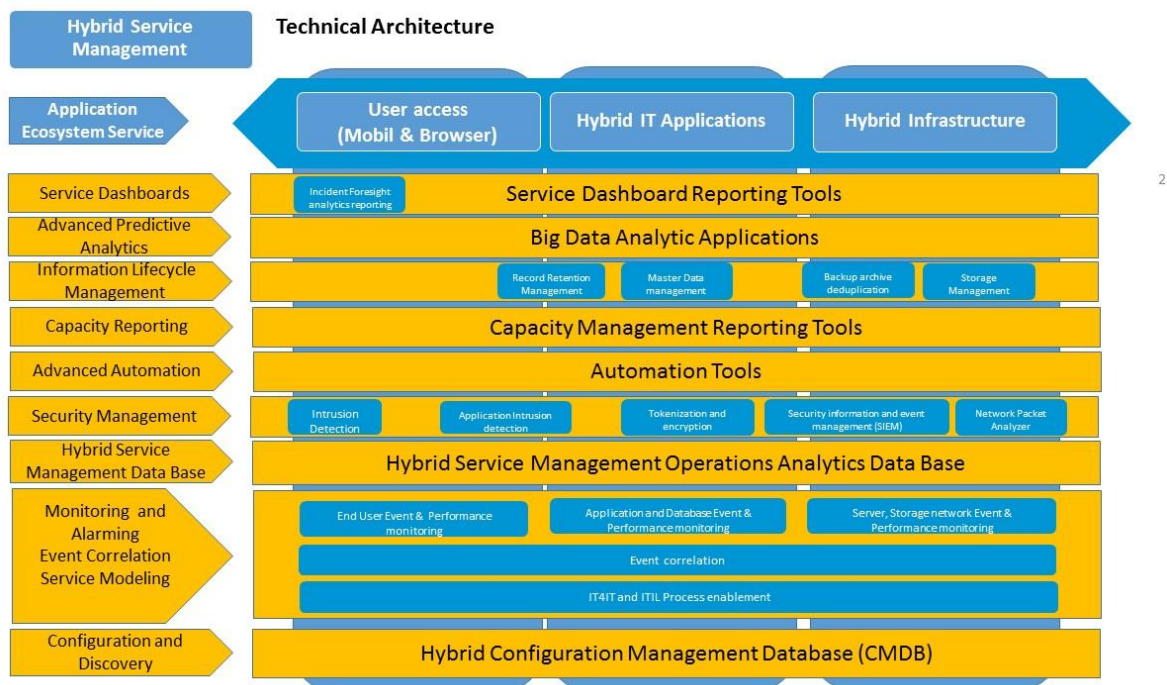 Hybrid Service
Management
Technical Architecture
Application
Ecosystem Service
User access
(Mobil & Browser)
Hybrid IT Applications
Hybrid Infrastructure
2
Service Dashboards
Incident Foresight
analytics reporting
Service Dashboard Reporting Tools
Advanced Predictive
Analytics
Big Data Analytic Applications
Information Lifecycle
Management
Record Retention
Management
Master Data
management
Backup archive
deduplication
Storage
Management
Capacity Reporting
Capacity Management Reporting Tools
Advanced Automation
Automation Tools
Security Management
Intrusion
Detection
Application Intrusion
detection
Tokenization and
encryption
Security information and event
management (SIEM)
Network Packet
Analyzer
Hybrid Service
Management Data Base
Hybrid Service Management Operations Analytics Data Base
Monitoring and
Alarming
Event Correlation
Service Modeling
End User Event & Performance
monitoring
Application and Database Event &
Performance monitoring
Server, Storage network Event &
Performance monitoring
Event correlation
IT4IT and ITIL Process enablement
Configuration and
Discovery
Hybrid Configuration Management Database (CMDB)